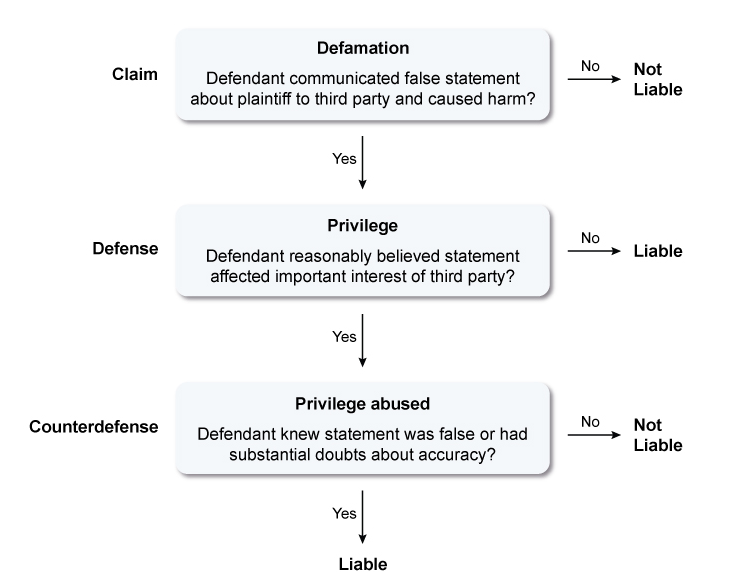 Defamation
Claim
Defendant communicated false statement
about plaintiff to third party and caused harm?
No
Not
Liable
Yes
Privilege
Defense
Defendant reasonably believed statement
affected important interest of third party?
No
Liable
Yes
Privilege abused
Counterdefense
Defendant knew statement was false or had
substantial doubts about accuracy?
No
Not
Liable
Yes
Liable